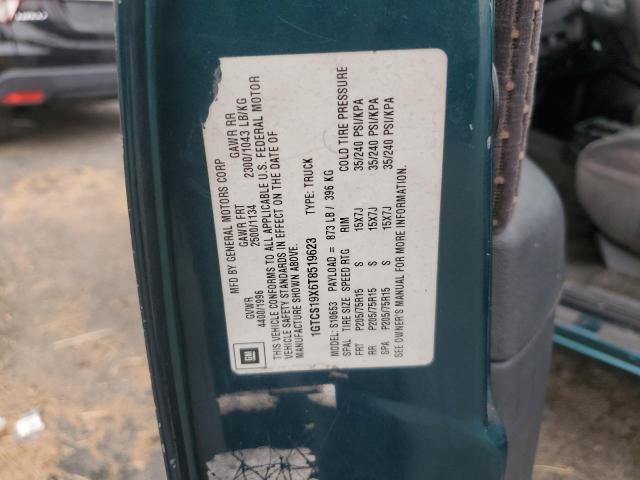 MFD BY GENERAL MOTORS CORP
GVWR GAWR FRT GAWR RR
4400/1996 2500/1134 2300/1043 LB/KG
THIS VEHICLE CONFORMS TO ALL APPLICABLE U.S. FEDERAL MOTOR
VEHICLE SAFETY STANDARDS IN EFFECT ON THE DATE OF
MANUFACTURE SHOWN ABOVE.
GM
1GTCS19X6T8519623 TYPE: TRUCK
MODEL: S10653 PAYLOAD = 873 LB / 396 KG
SPAL TIRE SIZE SPEED RTG RIM COLD TIRE PRESSURE
FRT P205/75R15 S 15X7J 35/240 PSI/KPA
RR P205/75R15 S 15X7J 35/240 PSI/KPA
SPA P205/75R15 S 15X7J 35/240 PSI/KPA
SEE OWNER'S MANUAL FOR MORE INFORMATION.